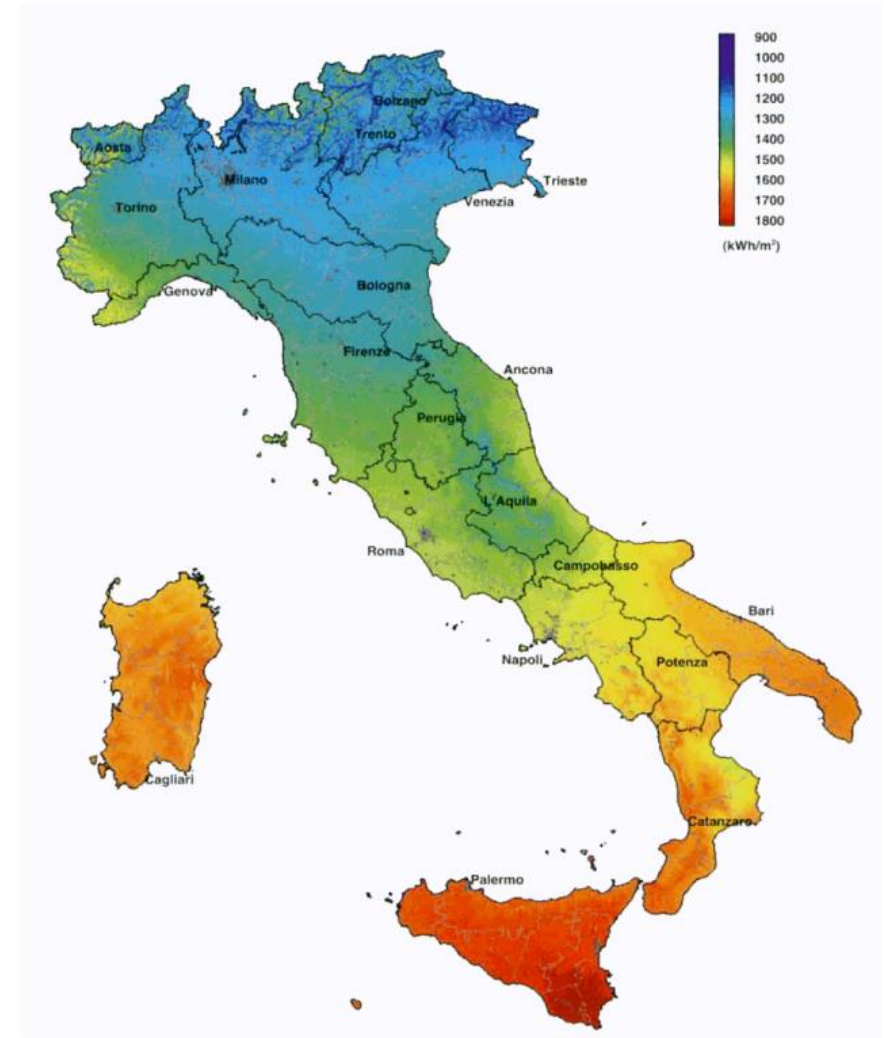 900
1000
1100
1200
1300
1400
1500
1600
1700
1800
(kWh/m²)
Bolzano
Trento
Aosta
Milano
Trieste
Venezia
Torino
Bologna
Genova
Firenze
Ancona
Perugia
L'Aquila
Roma
Campobasso
Bari
Napoli
Potenza
Cagliari
Catanzaro
Palermo